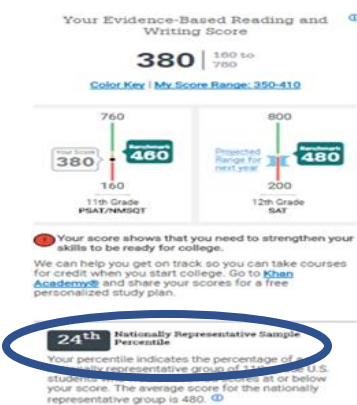 Your Evidence-Based Reading and
Writing Score
380 | 160 to
760
Color Key | My Score Range: 350-410
760
Your Score
380
Benchmark
460
160
11th Grade
PSAT/NMSQT
800
Projected
Range for
next year
Benchmark
480
200
12th Grade
SAT
Your score shows that you need to strengthen your
skills to be ready for college.
We can help you get on track so you can take courses
for credit when you start college. Go to Khan
Academy® and share your scores for a free
personalized study plan.
24th Nationally Representative Sample
Percentile
Your percentile indicates the percentage of a
nationally representative group of 11th U.S.
students scores at or below
your score. The average score for the nationally
representative group is 480.